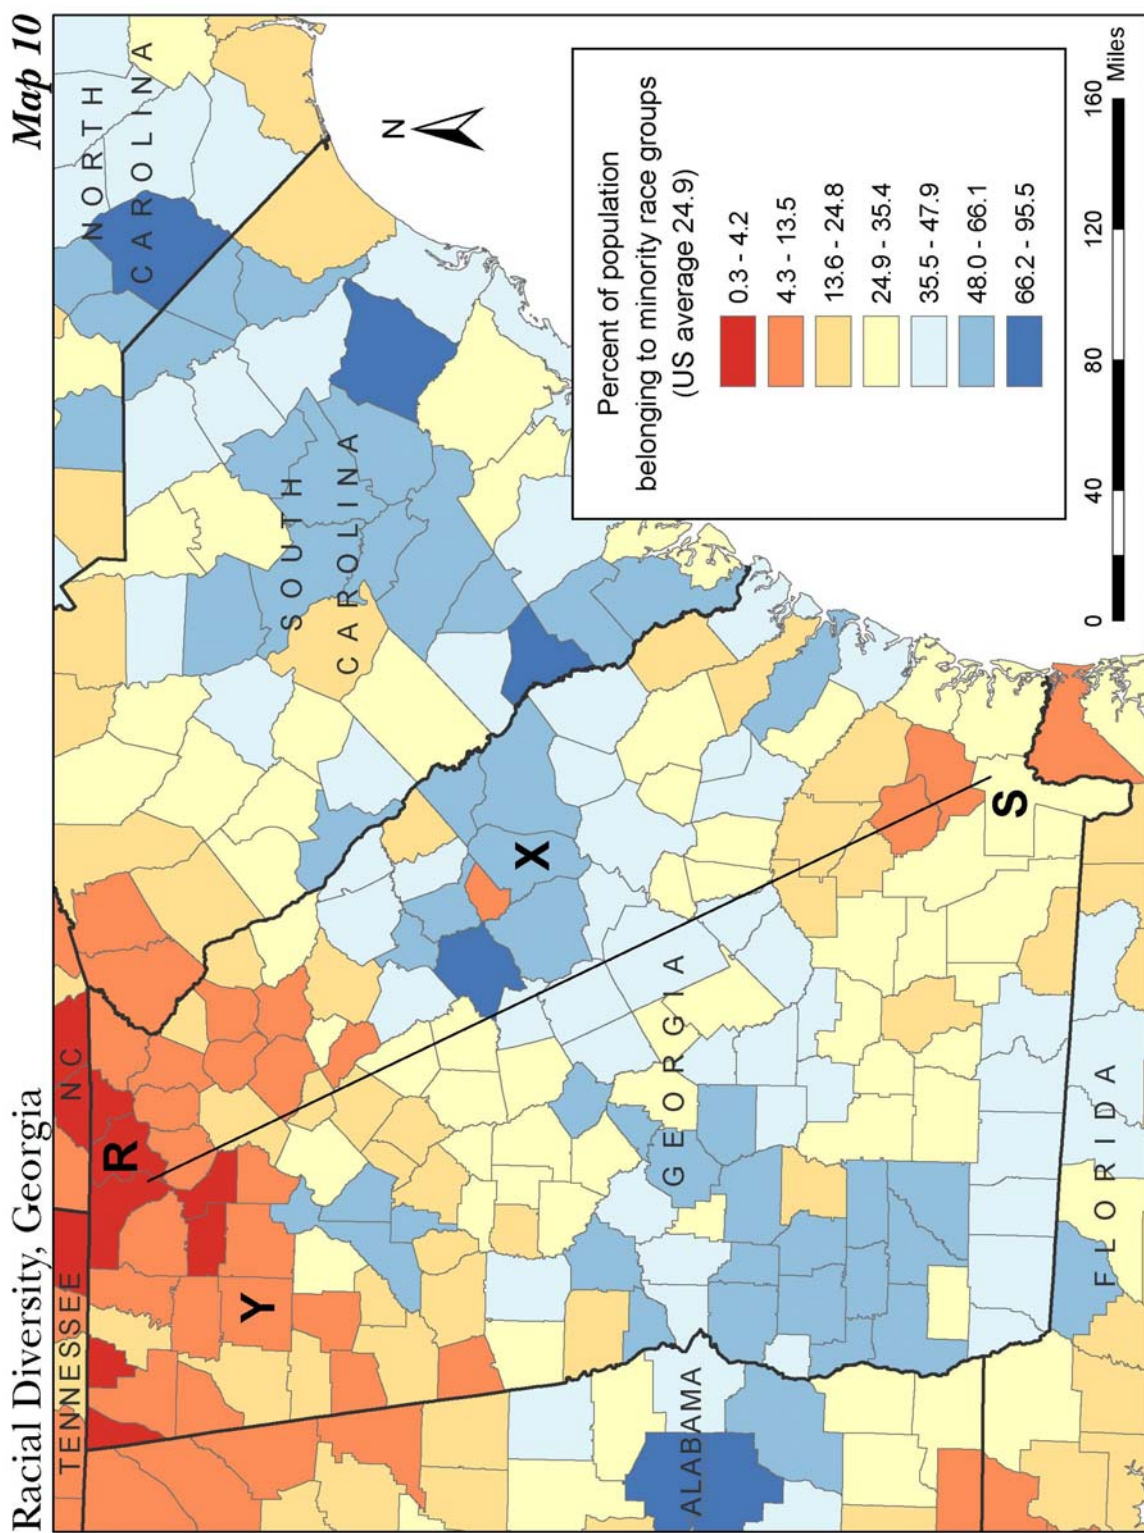 Racial Diversity, Georgia
Map 10
TENNESSEE
N C
NORTH
CAROLINA
R
Y
SOUTH
CAROLINA
X
N
GEORGIA
ALABAMA
S
FLORIDA
Percent of population
belonging to minority race groups
(US average 24.9)
0.3 - 4.2
4.3 - 13.5
13.6 - 24.8
24.9 - 35.4
35.5 - 47.9
48.0 - 66.1
66.2 - 95.5
0 40 80 120 160
Miles